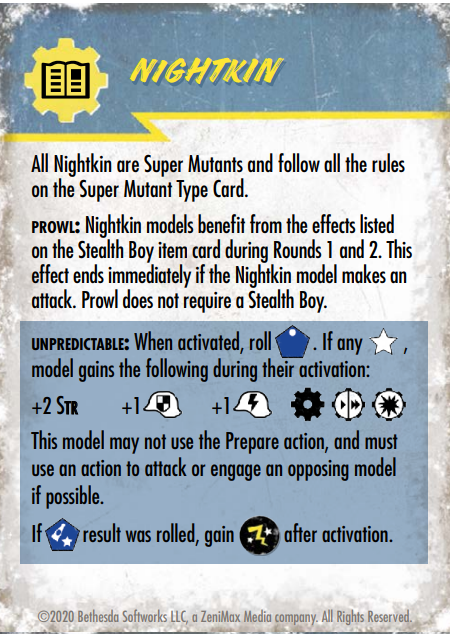 NIGHTKIN
All Nightkin are Super Mutants and follow all the rules
on the Super Mutant Type Card.
PROWL: Nightkin models benefit from the effects listed
on the Stealth Boy item card during Rounds 1 and 2. This
effect ends immediately if the Nightkin model makes an
attack. Prowl does not require a Stealth Boy.
UNPREDICTABLE: When activated, roll . If any ,
model gains the following during their activation:
+2 STR +1 +1
This model may not use the Prepare action, and must
use an action to attack or engage an opposing model
if possible.
If result was rolled, gain after activation.
©2020 Bethesda Softworks LLC, a ZeniMax Media company. All Rights Reserved.